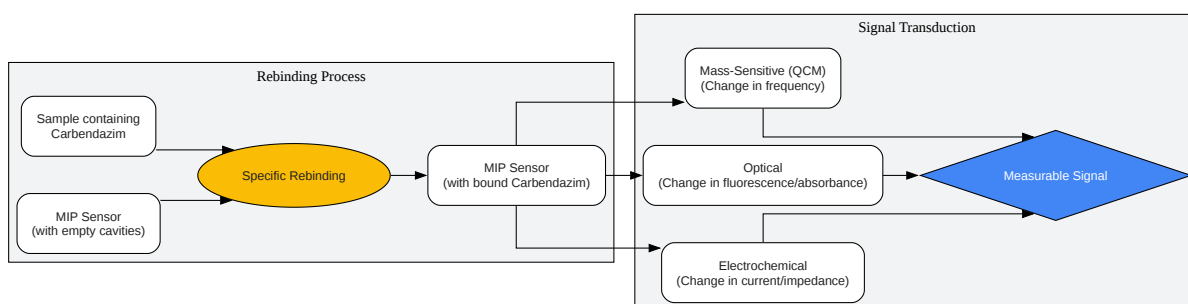 Rebinding Process
Sample containing
Carbendazim
MIP Sensor
(with empty cavities)
Specific Rebinding
MIP Sensor
(with bound Carbendazim)
Signal Transduction
Mass-Sensitive (QCM)
(Change in frequency)
Optical
(Change in fluorescence/absorbance)
Electrochemical
(Change in current/impedance)
Measurable Signal